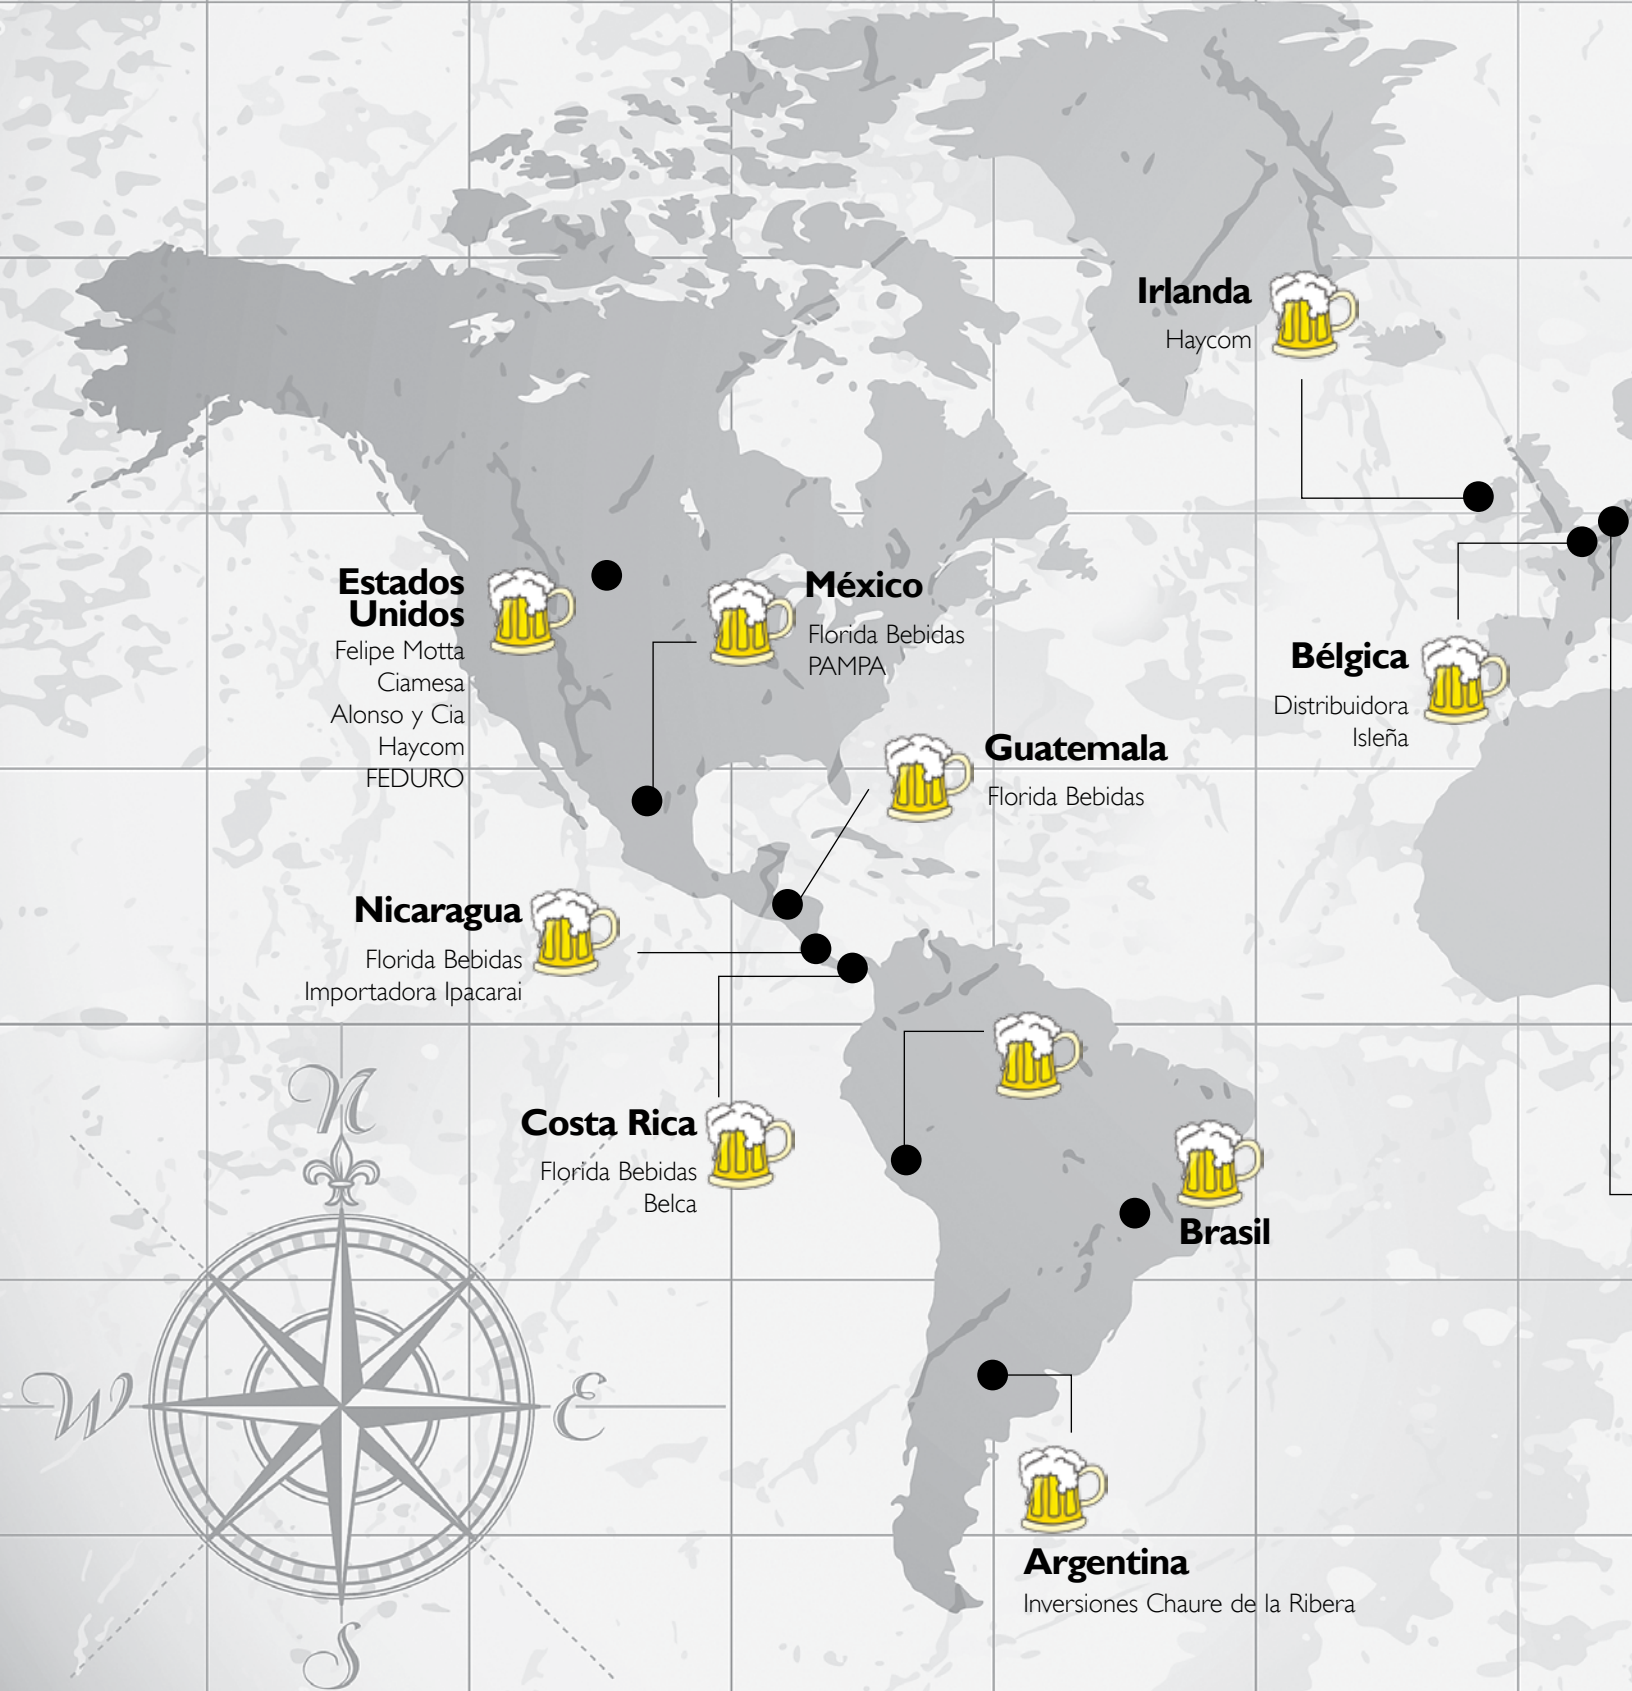 Irlanda
Haycom
Estados
Unidos
Felipe Motta
Ciamesa
Alonso y Cia
Haycom
FEDURO
México
Florida Bebidas
PAMPA
Bélgica
Distribuidora
Isleña
Guatemala
Florida Bebidas
Nicaragua
Florida Bebidas
Importadora Ipacarai
Costa Rica
Florida Bebidas
Belca
Brasil
N
W
E
S
Argentina
Inversiones Chaure de la Ribera